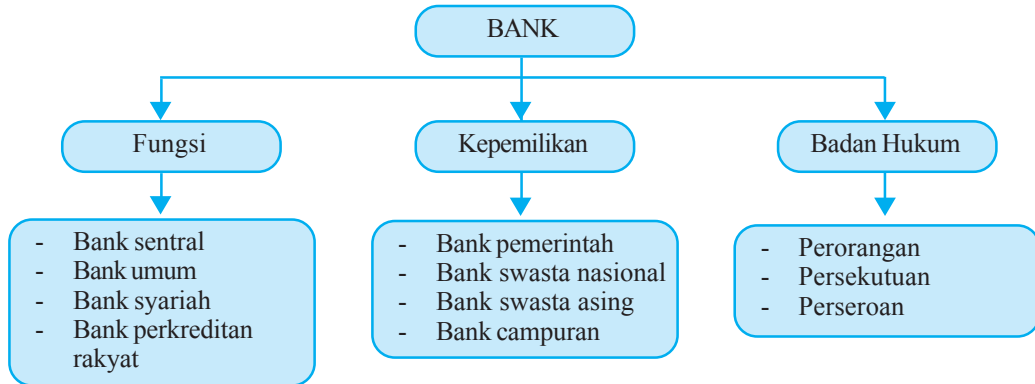 BANK
Fungsi
Kepemilikan
Badan Hukum
- Bank sentral
- Bank umum
- Bank syariah
- Bank perkreditan
rakyat
- Bank pemerintah
- Bank swasta nasional
- Bank swasta asing
- Bank campuran
- Perorangan
- Persekutuan
- Perseroan